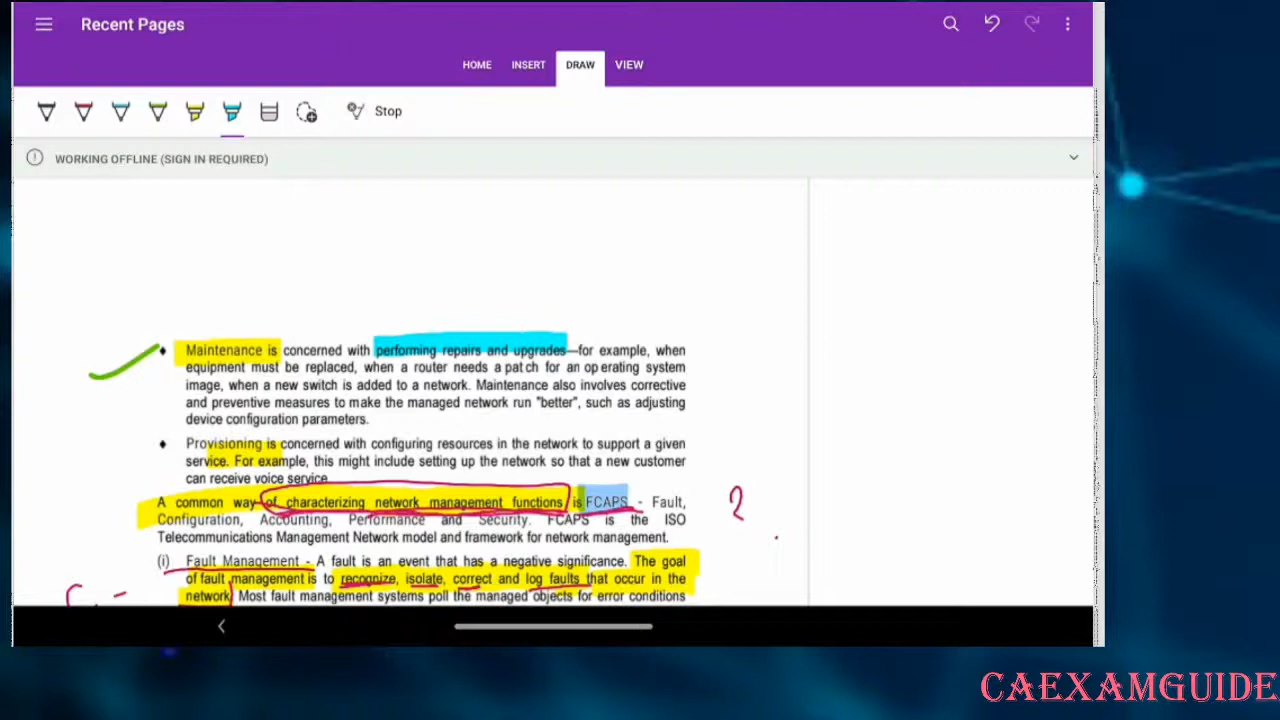 Recent Pages
HOME INSERT DRAW VIEW
Stop
WORKING OFFLINE (SIGN IN REQUIRED)
♦ Maintenance is concerned with performing repairs and upgrades—for example, when
equipment must be replaced, when a router needs a pat ch for an op erating system
image, when a new switch is added to a network. Maintenance also involves corrective
and preventive measures to make the managed network run "better", such as adjusting
device configuration parameters.
♦ Provisioning is concerned with configuring resources in the network to support a given
service. For example, this might include setting up the network so that a new customer
can receive voice service.
A common way of characterizing network management functions is FCAPS - Fault,
Configuration, Accounting, Performance and Security. FCAPS is the ISO
Telecommunications Management Network model and framework for network management.
(i) Fault Management - A fault is an event that has a negative significance. The goal
of fault management is to recognize, isolate, correct and log faults that occur in the
network. Most fault management systems poll the managed objects for error conditions
CAEXAMGUIDE